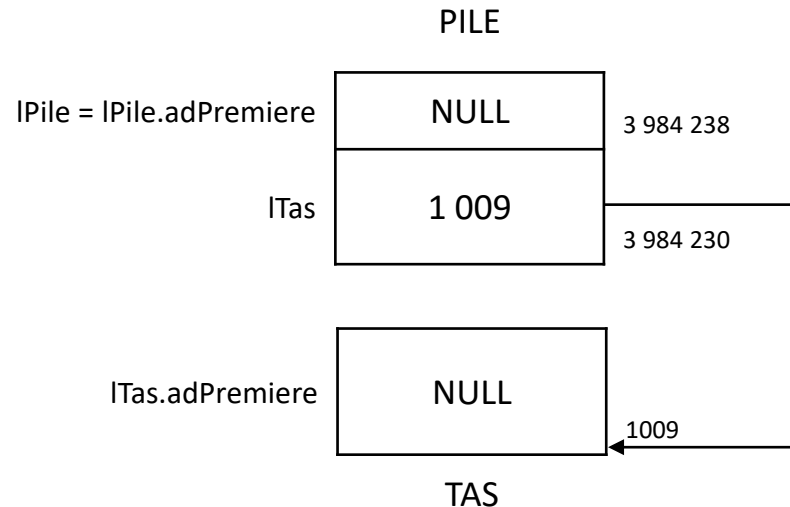 PILE
lPile = lPile.adPremiere
NULL
3 984 238
lTas
1 009
3 984 230
lTas.adPremiere
NULL
1009
TAS